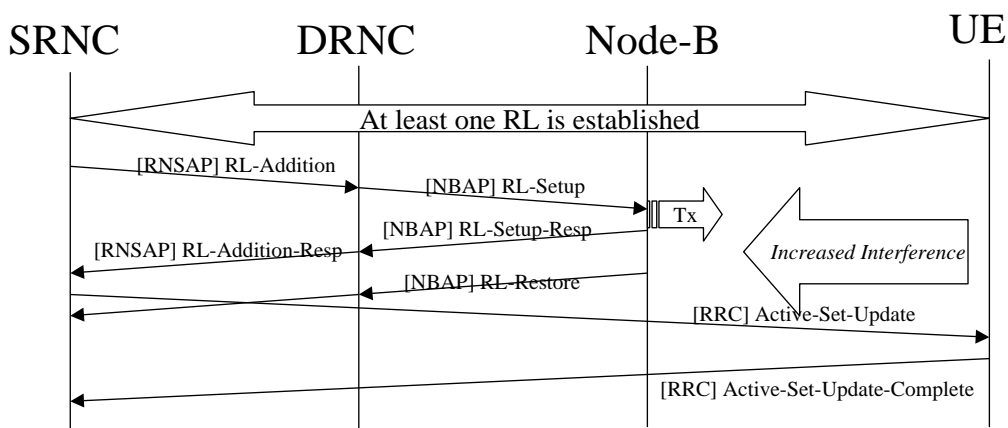 SRNC
DRNC
Node-B
UE
At least one RL is established
[RNSAP] RL-Addition
[NBAP] RL-Setup
Tx
[NBAP] RL-Setup-Resp
[RNSAP] RL-Addition-Resp
Increased Interference
[NBAP] RL-Restore
[RRC] Active-Set-Update
[RRC] Active-Set-Update-Complete